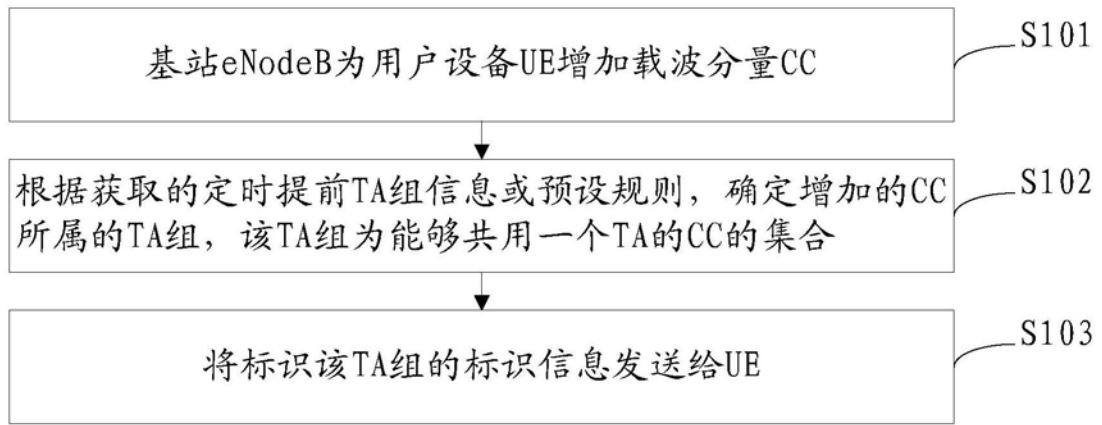 基站eNodeB为用户设备UE增加载波分量CC
S101
根据获取的定时提前TA组信息或预设规则，确定增加的CC
所属的TA组，该TA组为能够共用一个TA的CC的集合
S102
将标识该TA组的标识信息发送给UE
S103